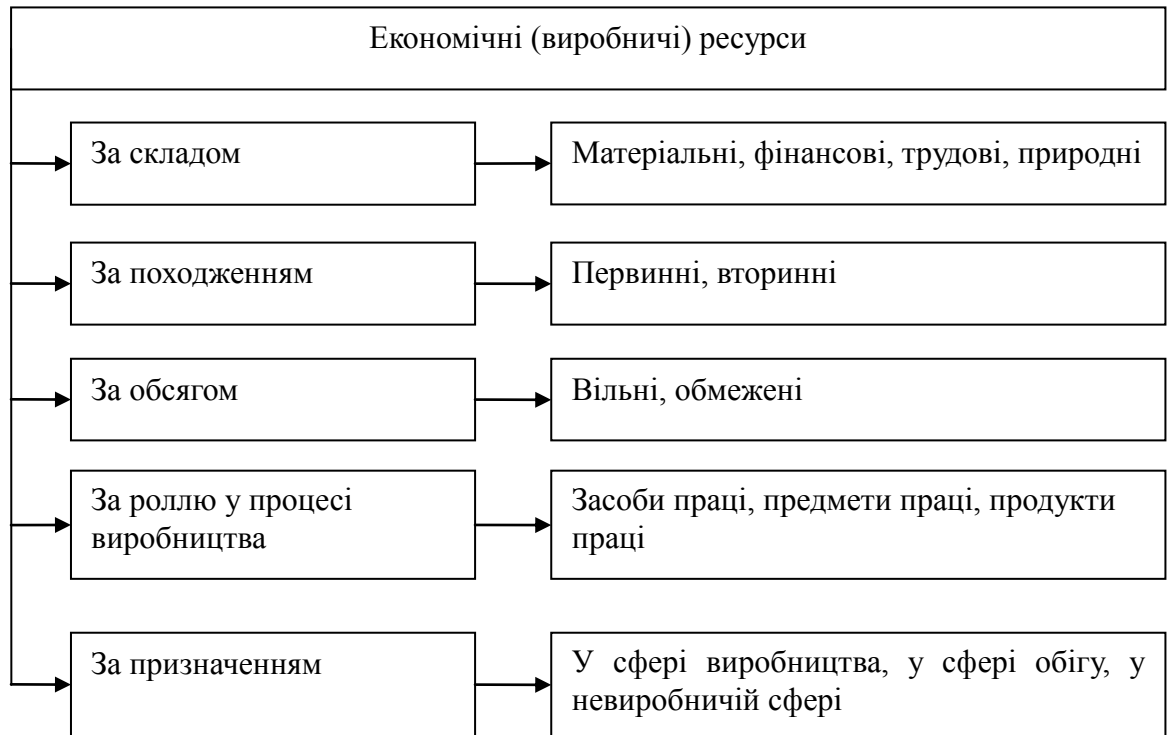 Економічні (виробничі) ресурси
За складом
Матеріальні, фінансові, трудові, природні
За походженням
Первинні, вторинні
За обсягом
Вільні, обмежені
За роллю у процесі
виробництва
Засоби праці, предмети праці, продукти
праці
За призначенням
У сфері виробництва, у сфері обігу, у
невиробничій сфері